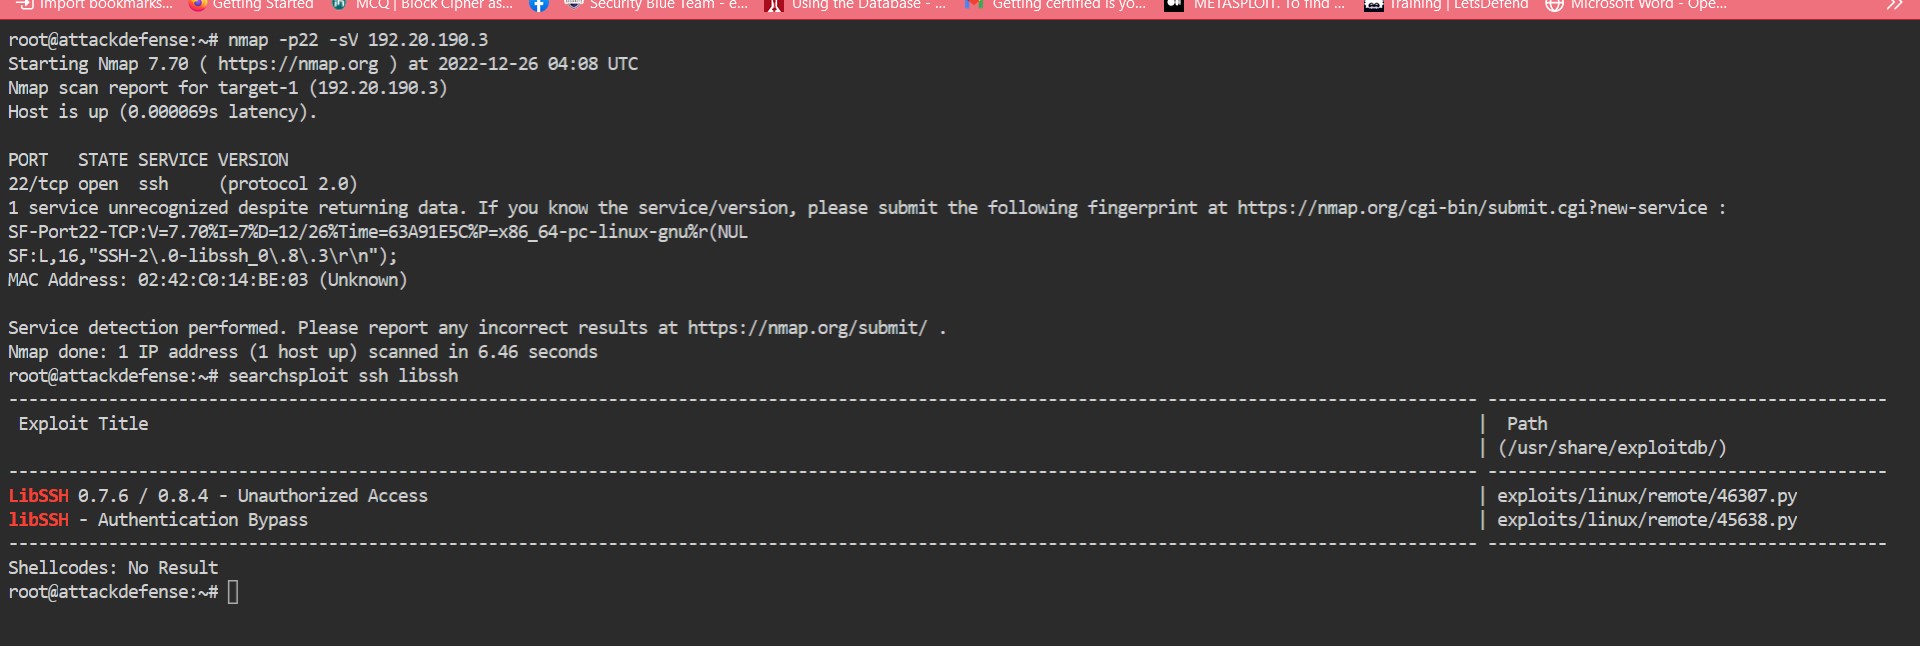 Import bookmarks... Getting Started MCQ | Block Cipher as... Security Blue Team - e... Using the Database - ... Getting certified is yo... METASPLOIT. To find ... Training | LetsDefend Microsoft Word - Ope...
root@attackdefense:~# nmap -p22 -sV 192.20.190.3
Starting Nmap 7.70 ( https://nmap.org ) at 2022-12-26 04:08 UTC
Nmap scan report for target-1 (192.20.190.3)
Host is up (0.000069s latency).
PORT   STATE SERVICE VERSION
22/tcp open  ssh     (protocol 2.0)
1 service unrecognized despite returning data. If you know the service/version, please submit the following fingerprint at https://nmap.org/cgi-bin/submit.cgi?new-service :
SF-Port22-TCP:V=7.70%I=7%D=12/26%Time=63A91E5C%P=x86_64-pc-linux-gnu%r(NUL
SF:L,16,"SSH-2\.0-libssh_0\.8\.3\r\n");
MAC Address: 02:42:C0:14:BE:03 (Unknown)
Service detection performed. Please report any incorrect results at https://nmap.org/submit/ .
Nmap done: 1 IP address (1 host up) scanned in 6.46 seconds
root@attackdefense:~# searchsploit ssh libssh
Exploit Title | Path
| (/usr/share/exploitdb/)
LibSSH 0.7.6 / 0.8.4 - Unauthorized Access | exploits/linux/remote/46307.py
libSSH - Authentication Bypass | exploits/linux/remote/45638.py
Shellcodes: No Result
root@attackdefense:~#